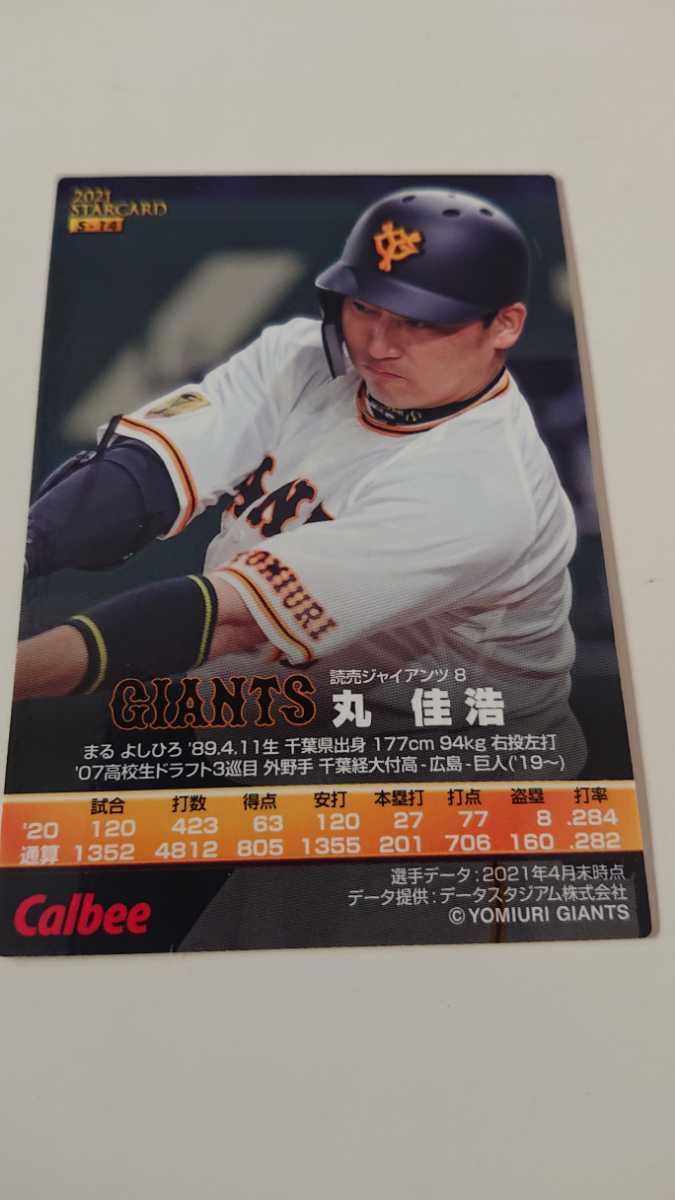 2021
STARCARD
S-14
YOMIURI
読売ジャイアンツ 8
GIANTS 丸 佳浩
まる よしひろ '89.4.11生 千葉県出身 177cm 94kg 右投左打
'07高校生ドラフト3巡目 外野手 千葉経大付高-広島-巨人('19〜)
試合 打数 得点 安打 本塁打 打点 盗塁 打率
'20 120 423 63 120 27 77 8 .284
通算 1352 4812 805 1355 201 706 160 .282
選手データ:2021年4月末時点
データ提供:データスタジアム株式会社
Calbee
© YOMIURI GIANTS